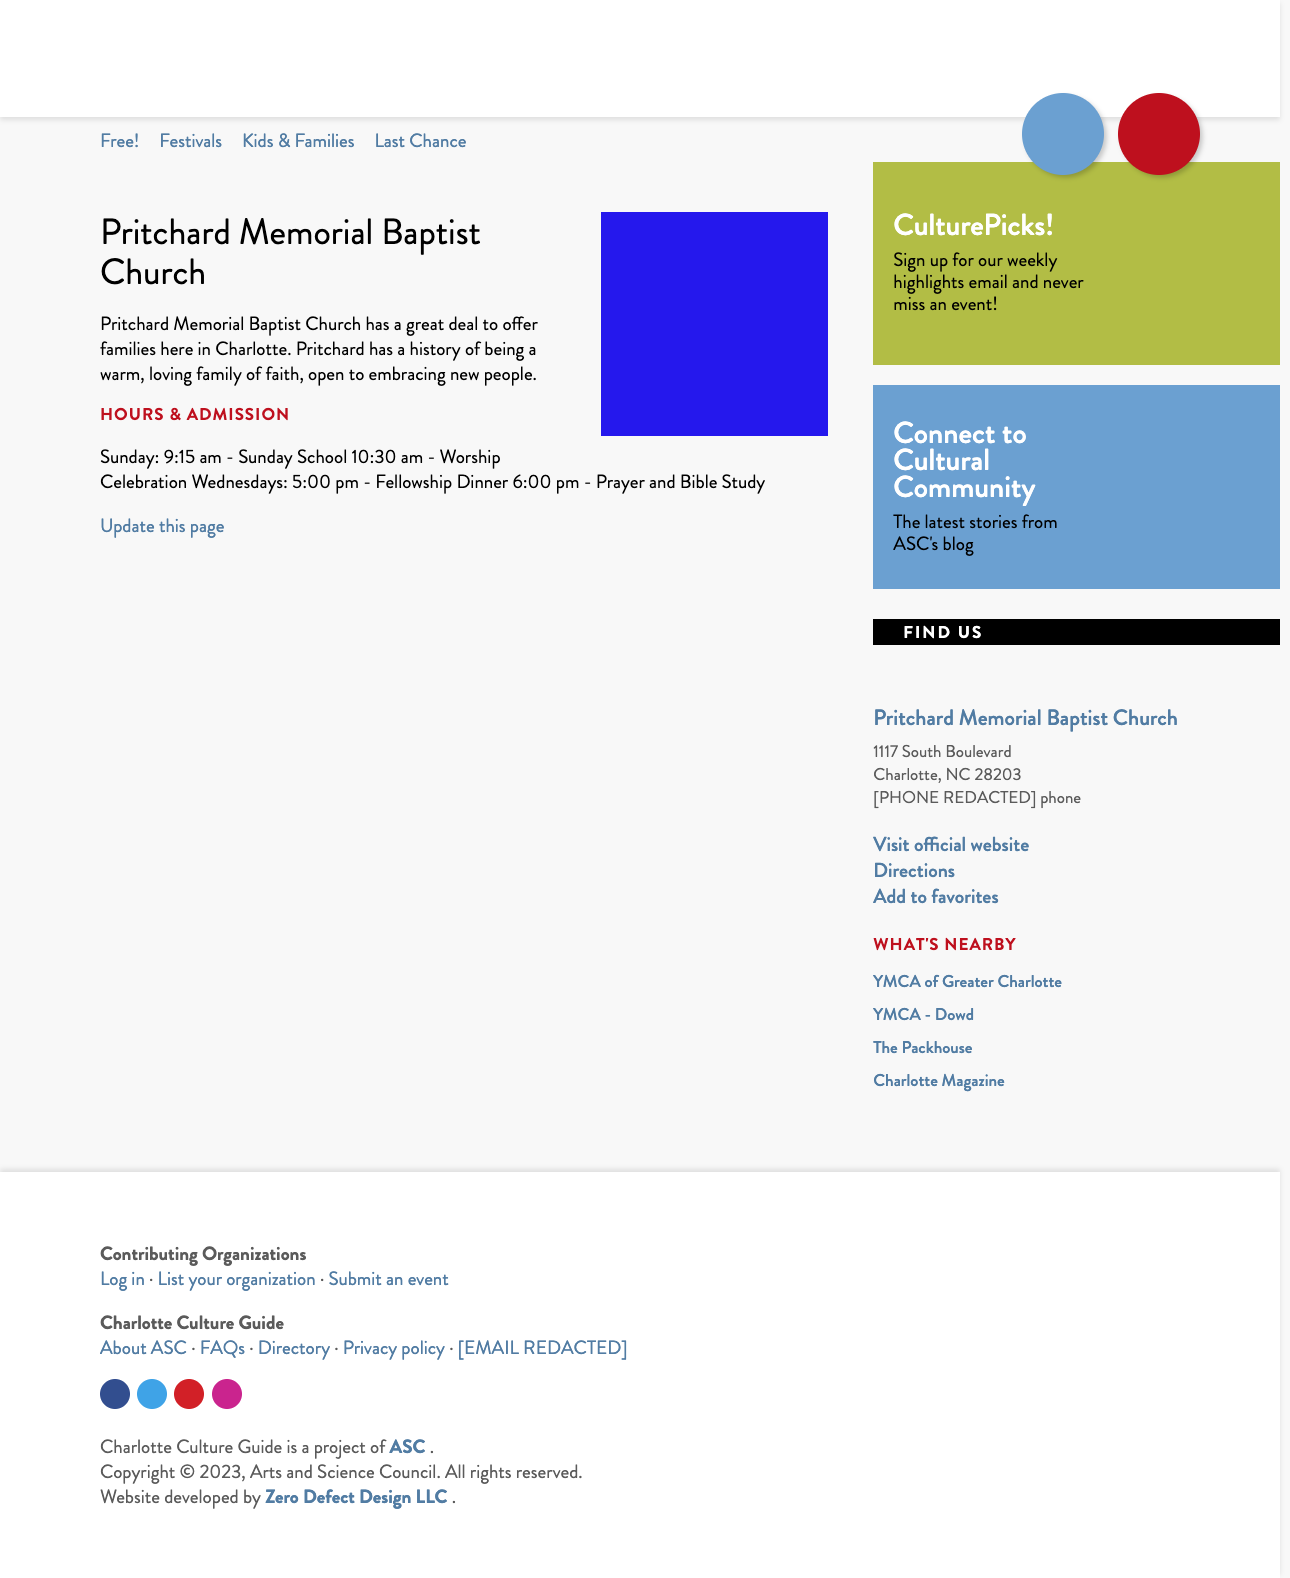 Free! Festivals Kids & Families Last Chance
Pritchard Memorial Baptist
Church
Pritchard Memorial Baptist Church has a great deal to offer
families here in Charlotte. Pritchard has a history of being a
warm, loving family of faith, open to embracing new people.
HOURS & ADMISSION
Sunday: 9:15 am - Sunday School 10:30 am - Worship
Celebration Wednesdays: 5:00 pm - Fellowship Dinner 6:00 pm - Prayer and Bible Study
Update this page
CulturePicks!
Sign up for our weekly
highlights email and never
miss an event!
Connect to
Cultural
Community
The latest stories from
ASC's blog
FIND US
Pritchard Memorial Baptist Church
1117 South Boulevard
Charlotte, NC 28203
[PHONE REDACTED] phone
Visit official website
Directions
Add to favorites
WHAT'S NEARBY
YMCA of Greater Charlotte
YMCA - Dowd
The Packhouse
Charlotte Magazine
Contributing Organizations
Log in · List your organization · Submit an event
Charlotte Culture Guide
About ASC · FAQs · Directory · Privacy policy · [EMAIL REDACTED]
Charlotte Culture Guide is a project of ASC .
Copyright © 2023, Arts and Science Council. All rights reserved.
Website developed by Zero Defect Design LLC .